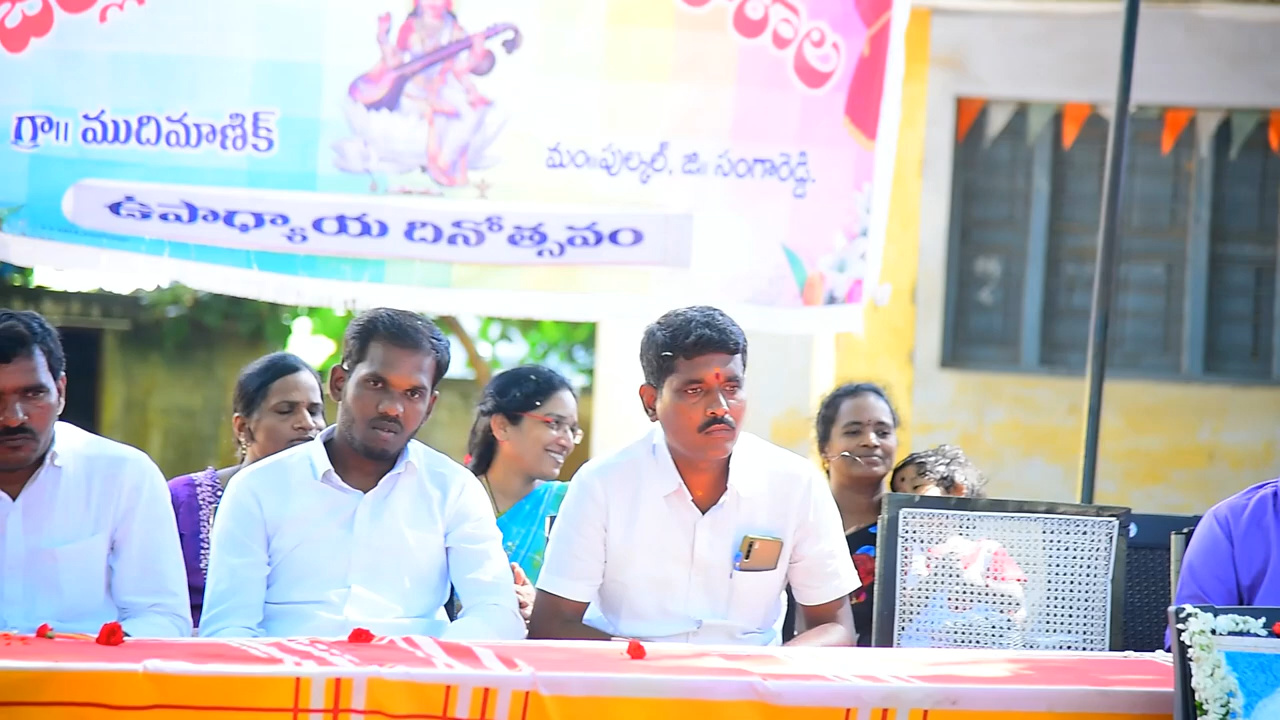 గ్రా॥ ముదిమాణిక్
మం॥పుల్కల్, జి॥ సంగారెడ్డి.
ఉపాధ్యాయ దినోత్సవం